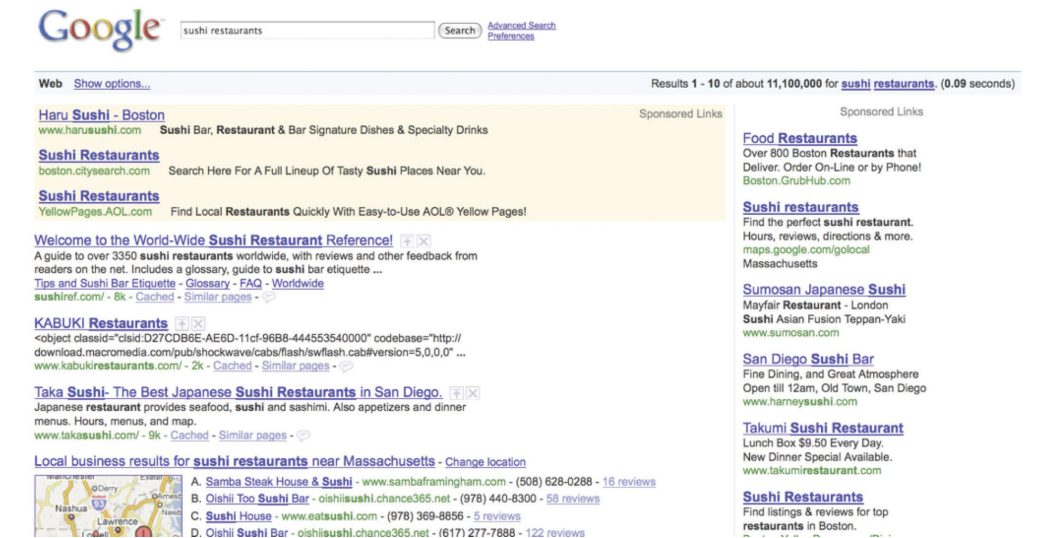 Google
sushi restaurants
Search
Advanced Search
Preferences
Web Show options...
Results 1 - 10 of about 11,100,000 for sushi restaurants. (0.09 seconds)
Haru Sushi - Boston
Sponsored Links
www.harusushi.com Sushi Bar, Restaurant & Bar Signature Dishes & Specialty Drinks
Sushi Restaurants
boston.citysearch.com Search Here For A Full Lineup Of Tasty Sushi Places Near You.
Sushi Restaurants
YellowPages.AOL.com Find Local Restaurants Quickly With Easy-to-Use AOL® Yellow Pages!
Welcome to the World-Wide Sushi Restaurant Reference!
A guide to over 3350 sushi restaurants worldwide, with reviews and other feedback from
readers on the net. Includes a glossary, guide to sushi bar etiquette ...
Tips and Sushi Bar Etiquette - Glossary - FAQ - Worldwide
sushiref.com/ - 8k - Cached - Similar pages -
KABUKI Restaurants
<object classid="clsid:D27CDB6E-AE6D-11cf-96B8-444553540000" codebase="http://
download.macromedia.com/pub/shockwave/cabs/flash/swflash.cab#version=5,0,0,0" ...
www.kabukirestaurants.com/ - 2k - Cached - Similar pages -
Taka Sushi- The Best Japanese Sushi Restaurants in San Diego.
Japanese restaurant provides seafood, sushi and sashimi. Also appetizers and dinner
menus. Hours, menus, and map.
www.takasushi.com/ - 9k - Cached - Similar pages -
Local business results for sushi restaurants near Massachusetts - Change location
Manchester
Exeter
Derry
Nashua
93
Amesb
Newb
Lawrence
Lowell
A. Samba Steak House & Sushi - www.sambaframingham.com - (508) 628-0288 - 16 reviews
B. Oishii Too Sushi Bar - oishiisushi.chance365.net - (978) 440-8300 - 58 reviews
C. Sushi House - www.eatsushi.com - (978) 369-8856 - 5 reviews
D. Oishii Sushi Bar - oishiisushi.chance365.net - (617) 277-7888 - 122 reviews
Sponsored Links
Food Restaurants
Over 800 Boston Restaurants that
Deliver. Order On-Line or by Phone!
Boston.GrubHub.com
Sushi restaurants
Find the perfect sushi restaurant.
Hours, reviews, directions & more.
maps.google.com/golocal
Massachusetts
Sumosan Japanese Sushi
Mayfair Restaurant - London
Sushi Asian Fusion Teppan-Yaki
www.sumosan.com
San Diego Sushi Bar
Fine Dining, and Great Atmosphere
Open till 12am, Old Town, San Diego
www.harneysushi.com
Takumi Sushi Restaurant
Lunch Box $9.50 Every Day.
New Dinner Special Available.
www.takumirestaurant.com
Sushi Restaurants
Find listings & reviews for top
restaurants in Boston.